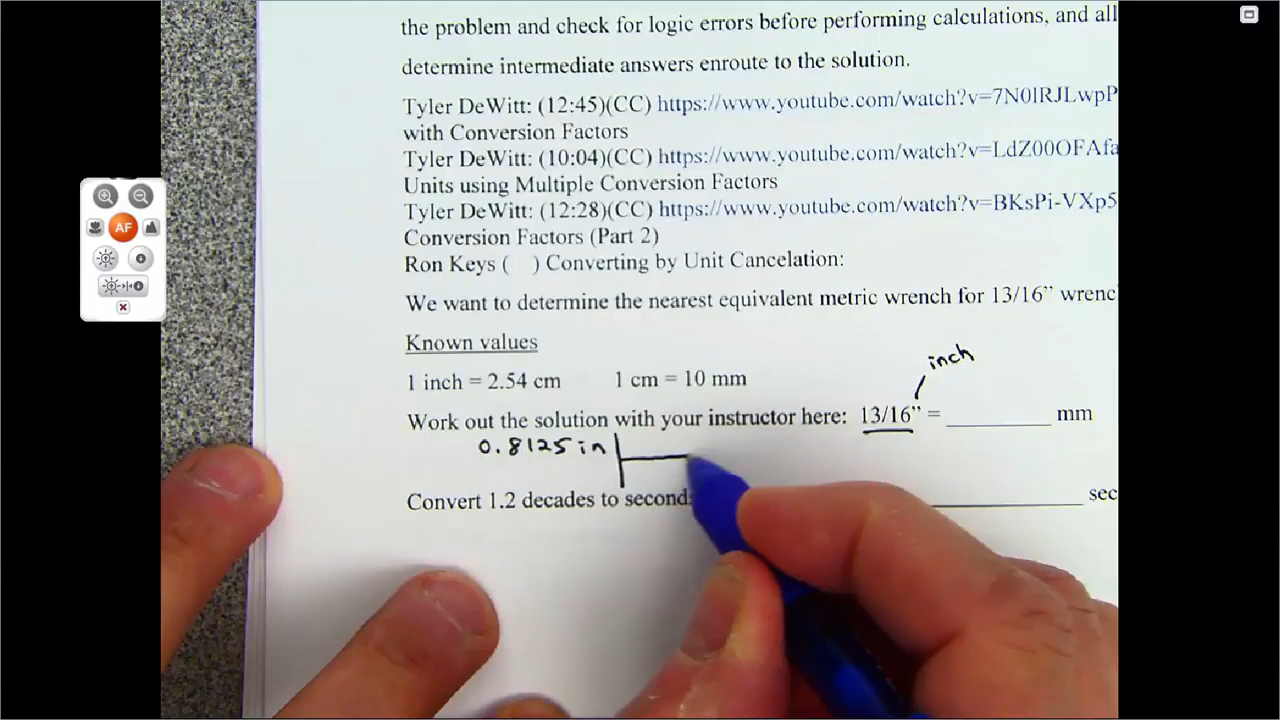 the problem and check for logic errors before performing calculations, and all
determine intermediate answers enroute to the solution.
Tyler DeWitt: (12:45)(CC) https://www.youtube.com/watch?v=7N0lRJLwpP
with Conversion Factors
Tyler DeWitt: (10:04)(CC) https://www.youtube.com/watch?v=LdZ00OFAfa
Units using Multiple Conversion Factors
Tyler DeWitt: (12:28)(CC) https://www.youtube.com/watch?v=BKsPi-VXp5
Conversion Factors (Part 2)
Ron Keys ( ) Converting by Unit Cancelation:
We want to determine the nearest equivalent metric wrench for 13/16” wrenc
Known values
inch
1 inch = 2.54 cm 1 cm = 10 mm
Work out the solution with your instructor here: 13/16” = ________ mm
0.8125 in
Convert 1.2 decades to seconds ________ sec
AF